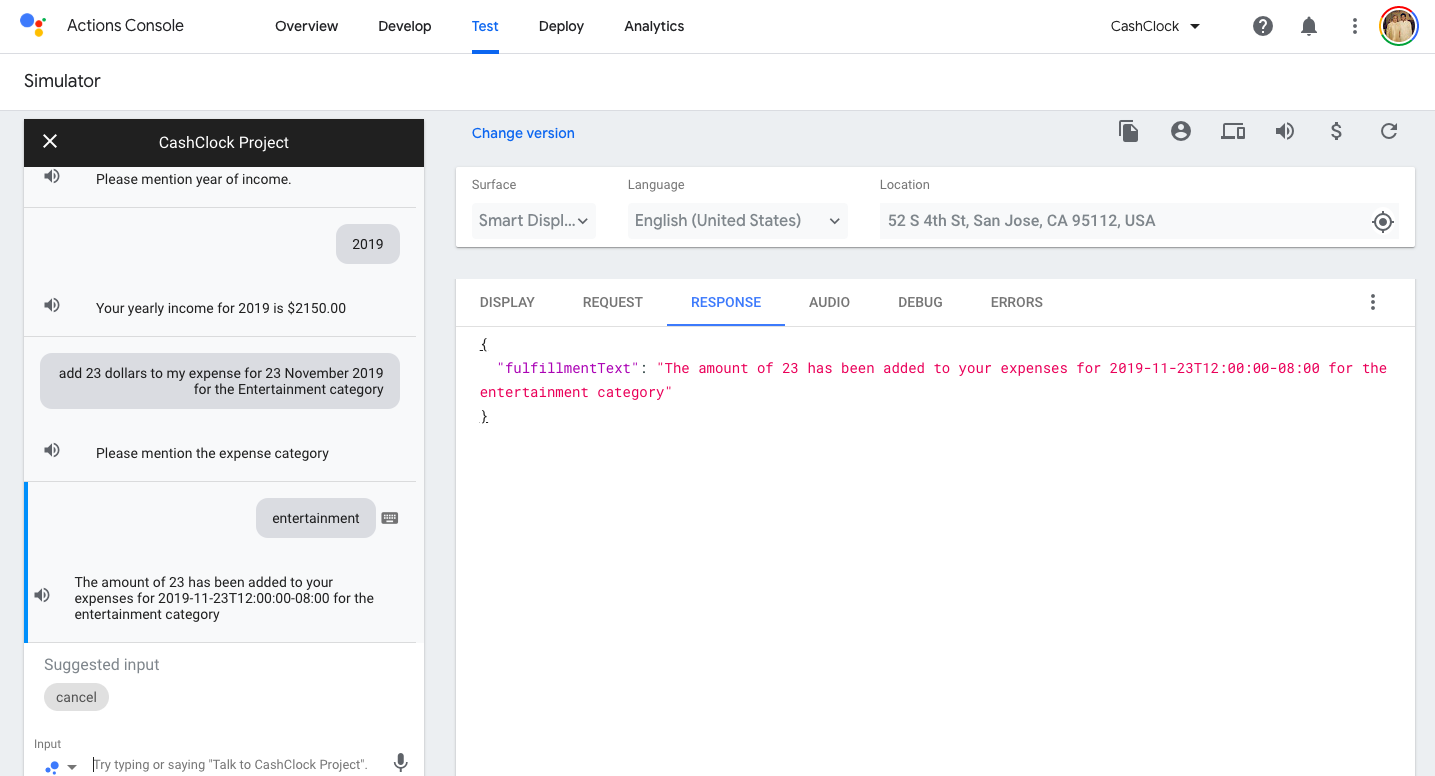 Actions Console
Overview
Develop
Test
Deploy
Analytics
CashClock
Simulator
CashClock Project
Please mention year of income.
2019
Your yearly income for 2019 is $2150.00
add 23 dollars to my expense for 23 November 2019
for the Entertainment category
Please mention the expense category
entertainment
The amount of 23 has been added to your
expenses for 2019-11-23T12:00:00-08:00 for the
entertainment category
Suggested input
cancel
Input
Try typing or saying "Talk to CashClock Project".
Change version
Surface
Language
Location
Smart Displ...
English (United States)
52 S 4th St, San Jose, CA 95112, USA
DISPLAY
REQUEST
RESPONSE
AUDIO
DEBUG
ERRORS
{
"fulfillmentText": "The amount of 23 has been added to your expenses for 2019-11-23T12:00:00-08:00 for the
entertainment category"
}